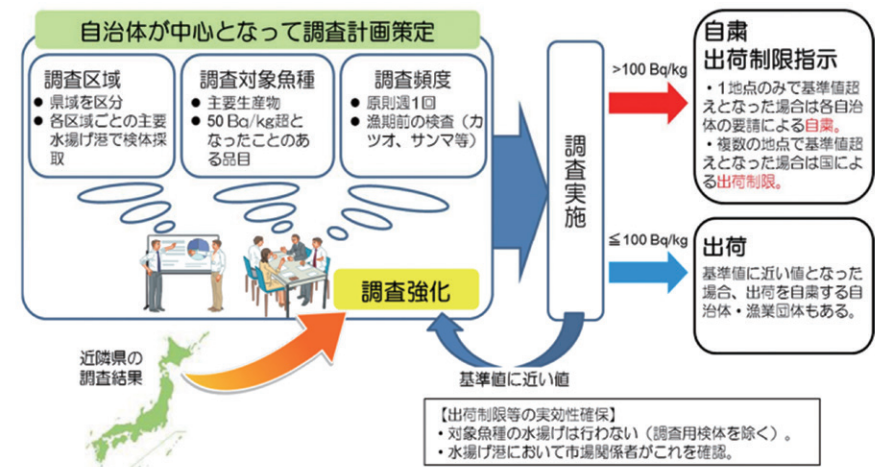 自治体が中心となって調査計画策定
調査区域
● 県域を区分
● 各区域ごとの主要
水揚げ港で検体採
取
調査対象魚種
● 主要生産物
● 50 Bq/kg超と
なったことのあ
る品目
調査頻度
● 原則週1回
● 漁期前の検査（カ
ツオ、サンマ等）
調査強化
近隣県の
調査結果
調査実施
基準値に近い値
>100 Bq/kg
≦100 Bq/kg
自粛
出荷制限指示
・１地点のみで基準値超
えとなった場合は各自治
体の要請による自粛。
・複数の地点で基準値超
えとなった場合は国によ
る出荷制限。
出荷
基準値に近い値となった
場合、出荷を自粛する自
治体・漁業団体もある。
【出荷制限等の実効性確保】
・対象魚種の水揚げは行わない（調査用検体を除く）。
・水揚げ港において市場関係者がこれを確認。